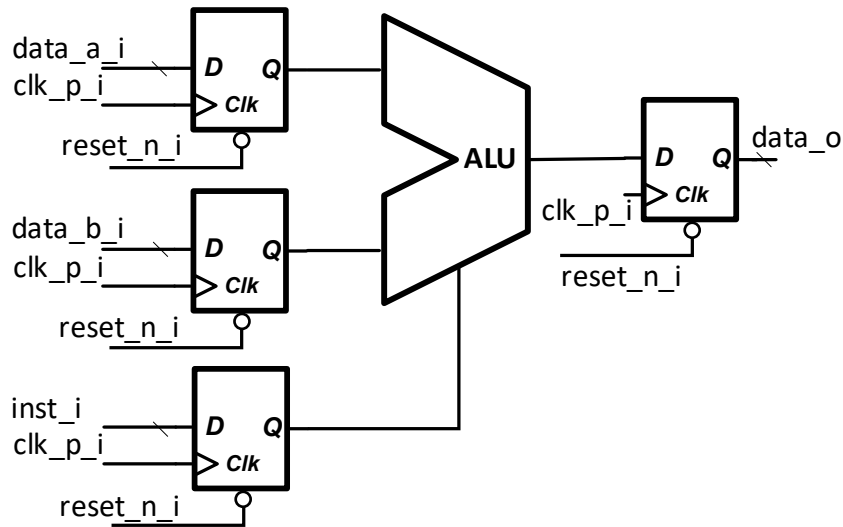 data_a_i
clk_p_i
D
Q
Clk
reset_n_i
data_b_i
clk_p_i
D
Q
Clk
reset_n_i
inst_i
clk_p_i
D
Q
Clk
reset_n_i
ALU
D
Q
Clk
clk_p_i
reset_n_i
data_o